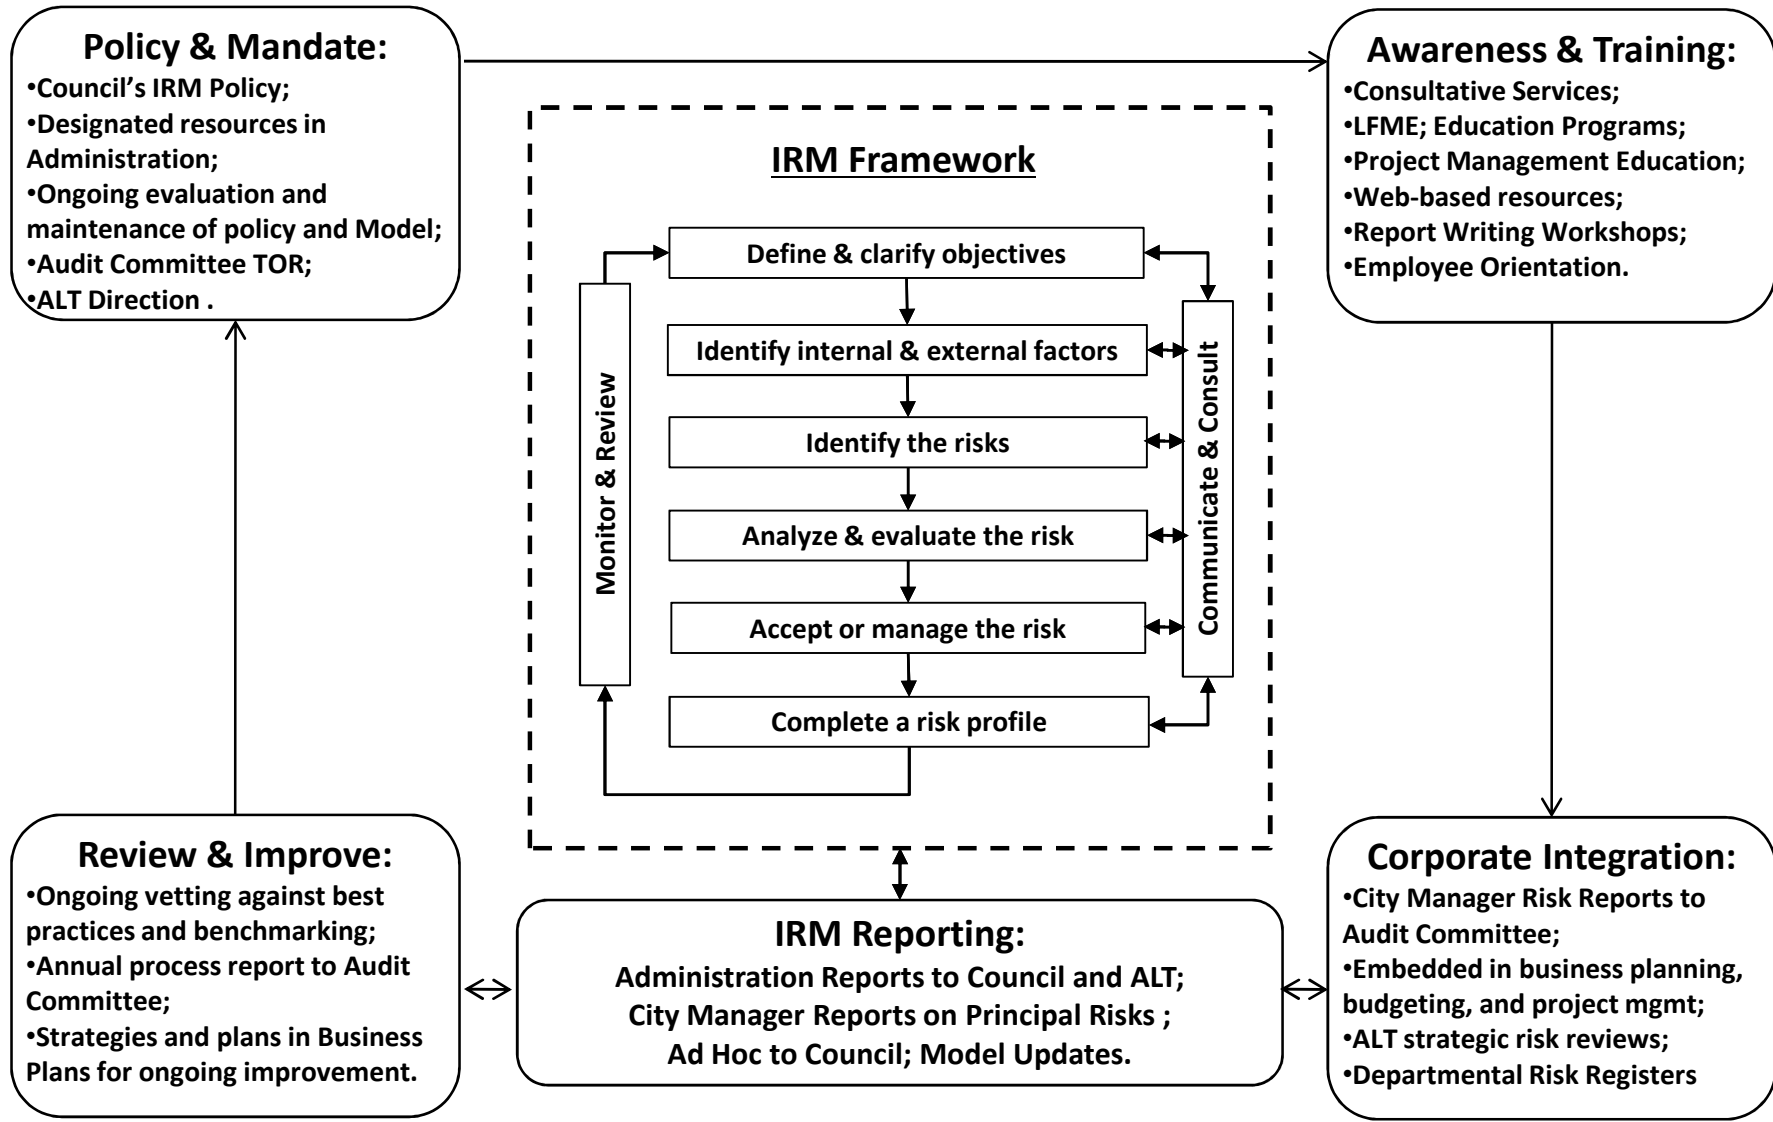 Policy & Mandate:
•Council’s IRM Policy;
•Designated resources in
Administration;
•Ongoing evaluation and
maintenance of policy and Model;
•Audit Committee TOR;
•ALT Direction .
Awareness & Training:
•Consultative Services;
•LFME; Education Programs;
•Project Management Education;
•Web-based resources;
•Report Writing Workshops;
•Employee Orientation.
IRM Framework
Define & clarify objectives
Identify internal & external factors
Identify the risks
Analyze & evaluate the risk
Accept or manage the risk
Complete a risk profile
Monitor & Review
Communicate & Consult
Review & Improve:
•Ongoing vetting against best
practices and benchmarking;
•Annual process report to Audit
Committee;
•Strategies and plans in Business
Plans for ongoing improvement.
IRM Reporting:
Administration Reports to Council and ALT;
City Manager Reports on Principal Risks ;
Ad Hoc to Council; Model Updates.
Corporate Integration:
•City Manager Risk Reports to
Audit Committee;
•Embedded in business planning,
budgeting, and project mgmt;
•ALT strategic risk reviews;
•Departmental Risk Registers